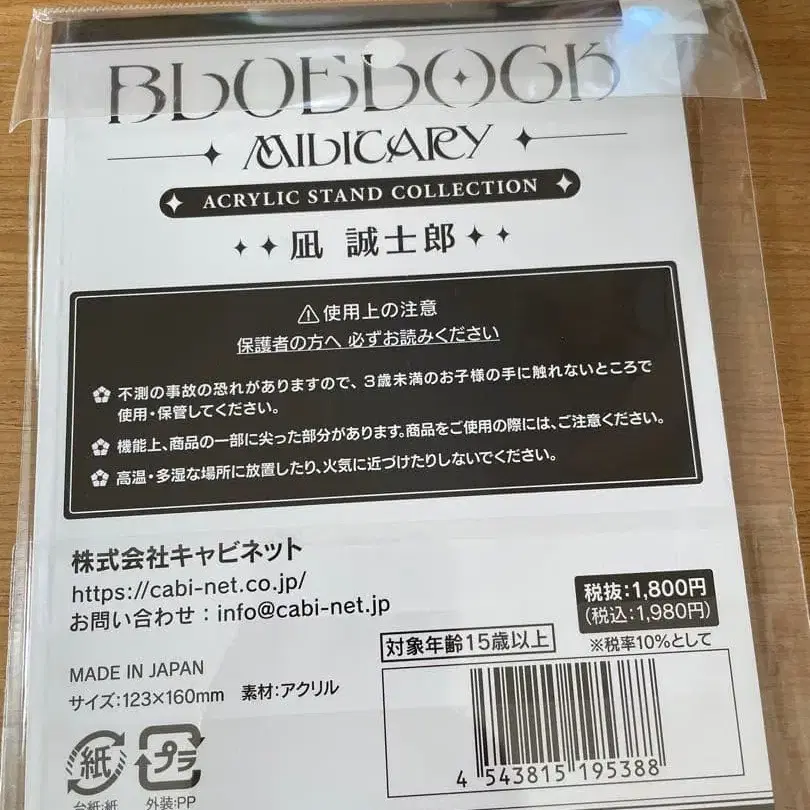 BLUELOCK
MILITARY
ACRYLIC STAND COLLECTION
凪 誠士郎
使用上の注意
保護者の方へ 必ずお読みください
不測の事故の恐れがありますので、3歳未満のお子様の手に触れないところで
使用・保管してください。
機能上、商品の一部に尖った部分があります。商品をご使用の際には、ご注意ください。
高温・多湿な場所に放置したり、火気に近づけたりしないでください。
株式会社キャビネット
https://cabi-net.co.jp/
お問い合わせ：info@cabi-net.jp
税抜:1,800円
(税込:1,980円)
※税率10%として
対象年齢15歳以上
MADE IN JAPAN
サイズ:123×160mm 素材:アクリル
紙
プラ
台紙:紙
外装:PP
4 543815 195388